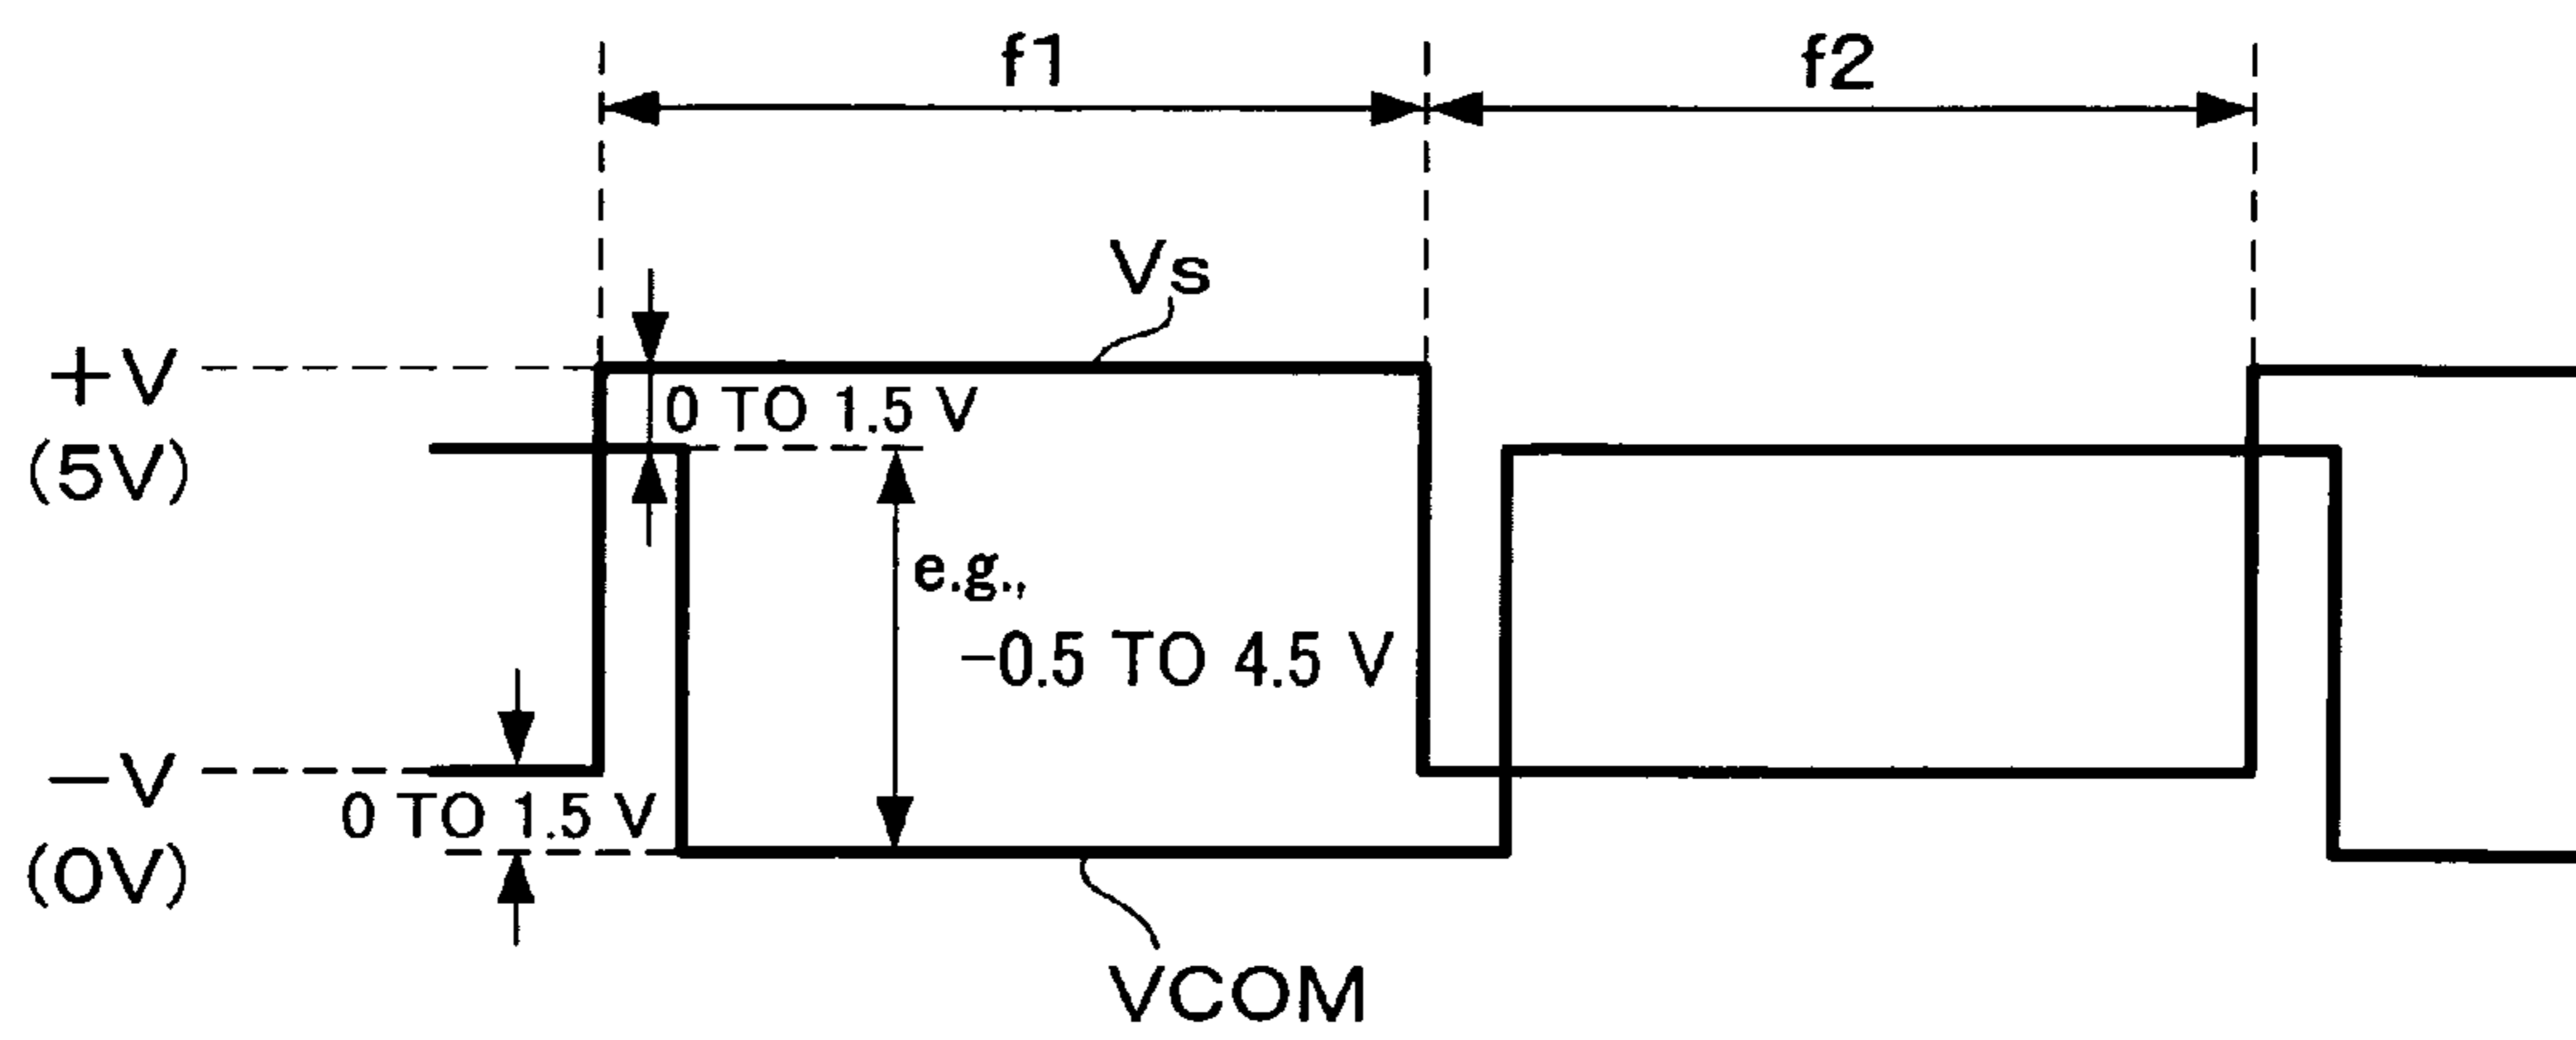 f1
f2
Vs
+V
(5V)
0 TO 1.5 V
e.g.,
-0.5 TO 4.5 V
-V
(0V)
0 TO 1.5 V
VCOM